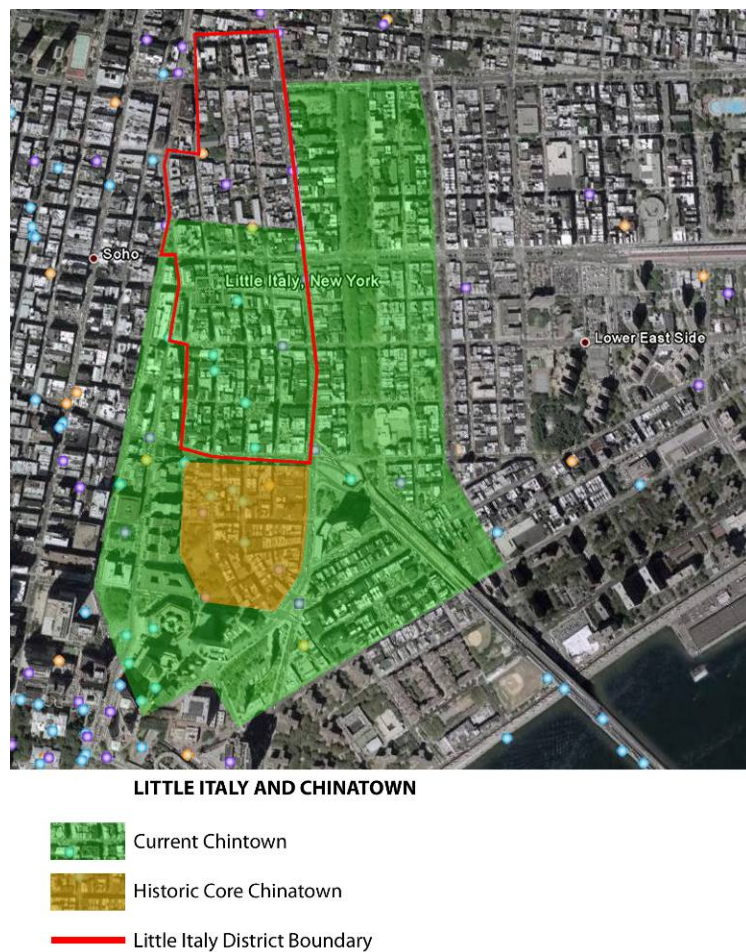 Soho
Little Italy, New York
Lower East Side
LITTLE ITALY AND CHINATOWN
Current Chintown
Historic Core Chinatown
Little Italy District Boundary